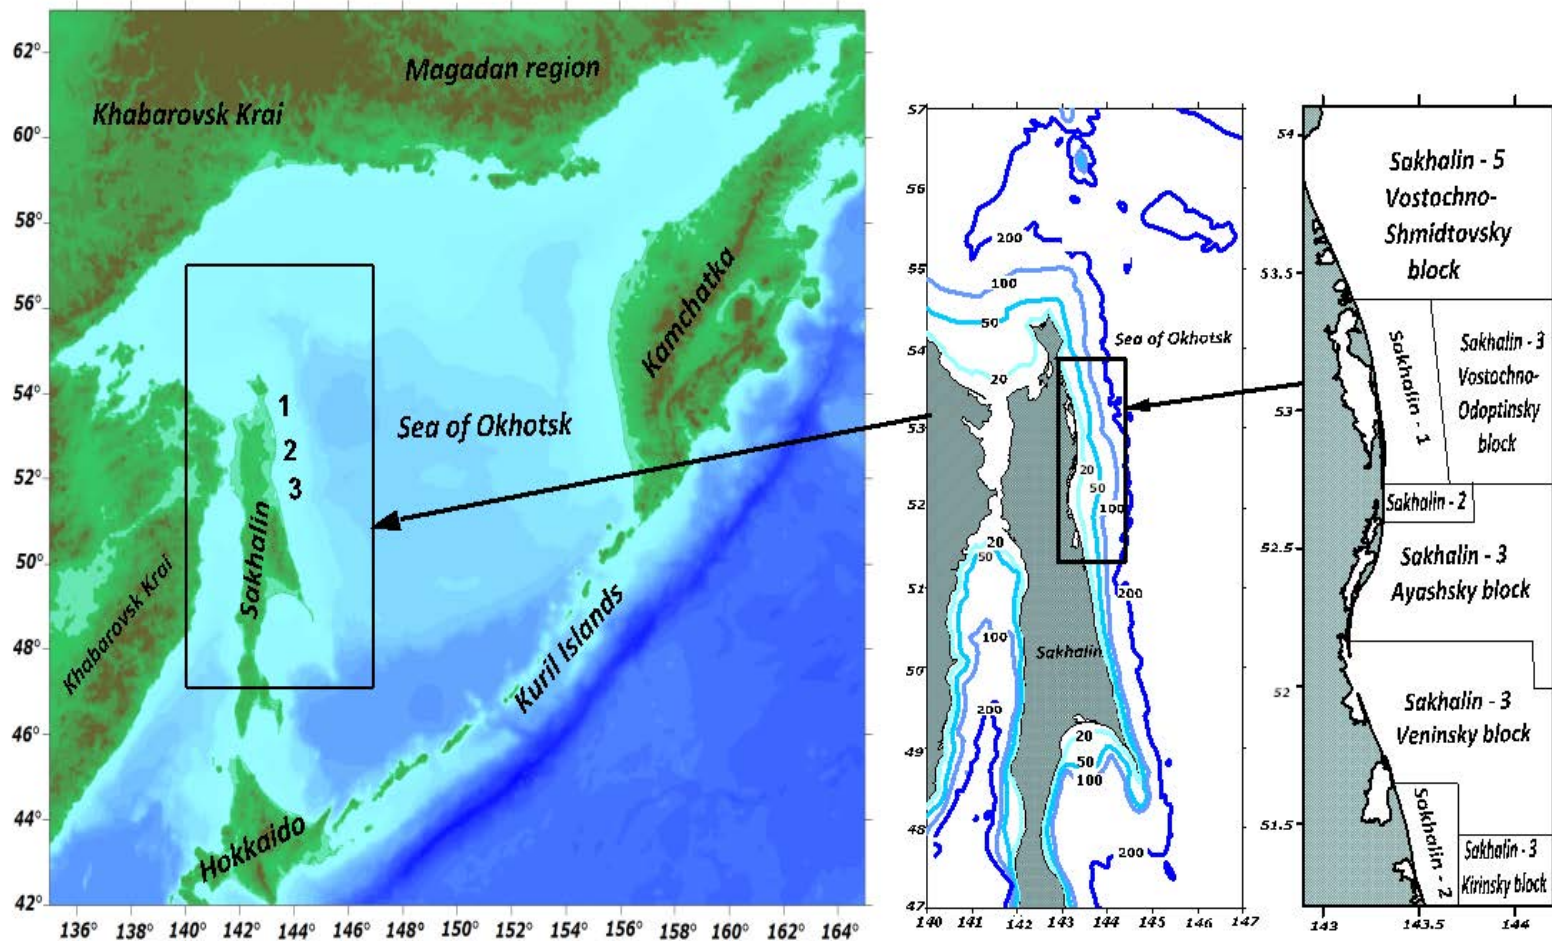 62°
60°
58°
56°
54°
52°
50°
48°
46°
44°
42°
136°
138°
140°
142°
144°
146°
148°
150°
152°
154°
156°
158°
160°
162°
164°
Magadan region
Khabarovsk Krai
Kamchatka
Sea of Okhotsk
1
2
3
Sakhalin
Khabarovsk Krai
Kuril Islands
Hokkaido
57
56
55
54
53
52
51
50
49
48
47
140
141
142
143
144
145
146
147
200
100
50
20
Sea of Okhotsk
20
50
100
20
50
200
100
Sakhalin
200
20
50
100
200
54
53.5
53
52.5
52
51.5
143
143.5
144
Sakhalin - 5
Vostochno-
Shmidtovsky
block
Sakhalin - 1
Sakhalin - 3
Vostochno-
Odoptinsky
block
Sakhalin - 2
Sakhalin - 3
Ayashsky block
Sakhalin - 3
Veninsky block
Sakhalin - 2
Sakhalin - 3
Kirinsky block